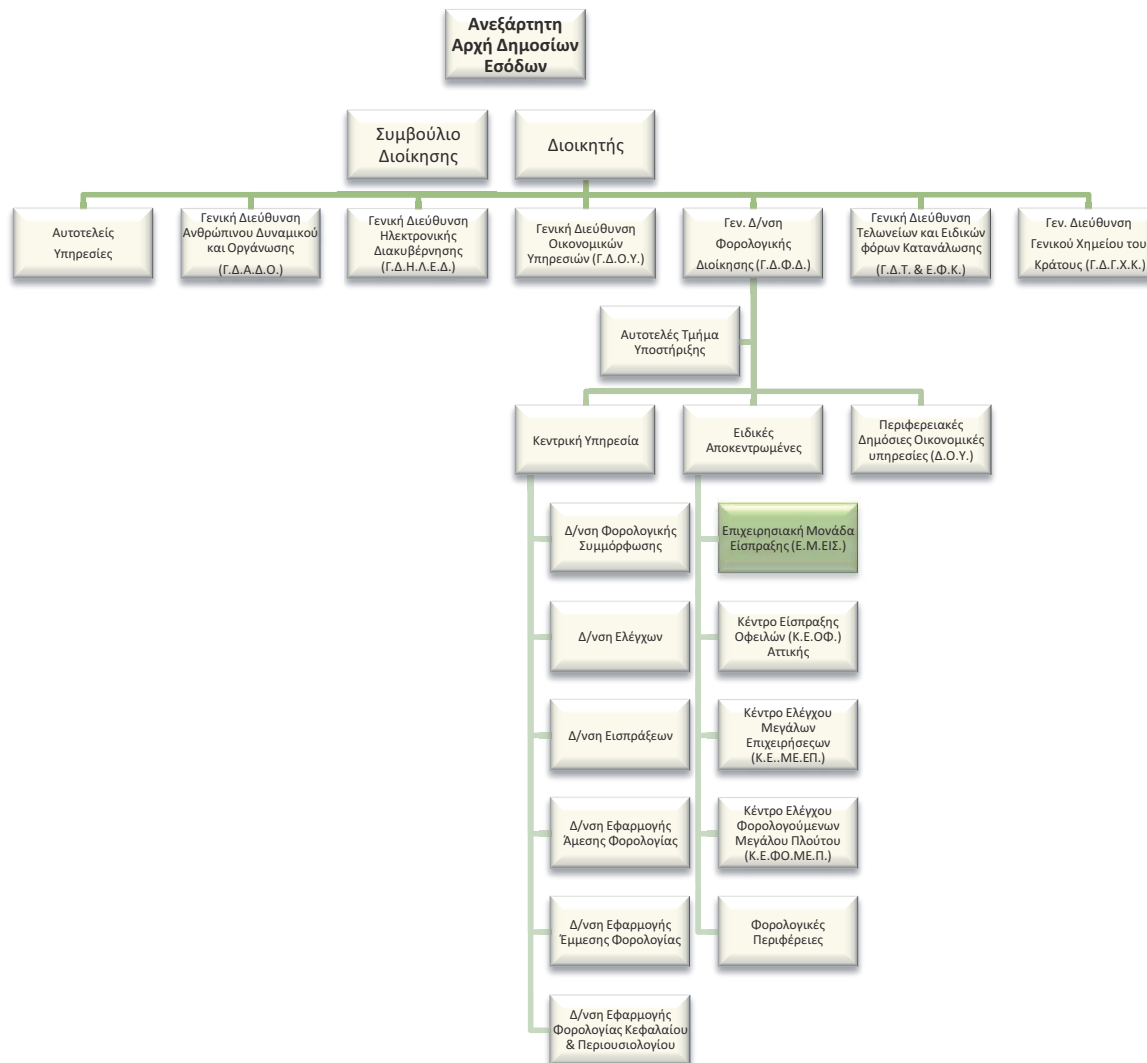 Ανεξάρτητη
Αρχή Δημοσίων
Εσόδων
Συμβούλιο
Διοίκησης
Διοικητής
Αυτοτελείς
Υπηρεσίες
Γενική Διεύθυνση
Ανθρώπινου Δυναμικού
και Οργάνωσης
(Γ.Δ.Α.Δ.Ο.)
Γενική Διεύθυνση
Ηλεκτρονικής
Διακυβέρνησης
(Γ.Δ.Η.Λ.Ε.Δ.)
Γενική Διεύθυνση
Οικονομικών
Υπηρεσιών (Γ.Δ.Ο.Υ.)
Γεν. Δ/νση
Φορολογικής
Διοίκησης (Γ.Δ.Φ.Δ.)
Γενική Διεύθυνση
Τελωνείων και Ειδικών
φόρων Κατανάλωσης
(Γ.Δ.Τ. & Ε.Φ.Κ.)
Γεν. Διεύθυνση
Γενικού Χημείου του
Κράτους (Γ.Δ.Γ.Χ.Κ.)
Αυτοτελές Τμήμα
Υποστήριξης
Κεντρική Υπηρεσία
Ειδικές
Αποκεντρωμένες
Περιφερειακές
Δημόσιες Οικονομικές
υπηρεσίες (Δ.Ο.Υ.)
Δ/νση Φορολογικής
Συμμόρφωσης
Δ/νση Ελέγχων
Δ/νση Εισπράξεων
Δ/νση Εφαρμογής
Άμεσης Φορολογίας
Δ/νση Εφαρμογής
Έμμεσης Φορολογίας
Δ/νση Εφαρμογής
Φορολογίας Κεφαλαίου
& Περιουσιολογίου
Επιχειρησιακή Μονάδα
Είσπραξης (Ε.Μ.ΕΙΣ.)
Κέντρο Είσπραξης
Οφειλών (Κ.Ε.ΟΦ.)
Αττικής
Κέντρο Ελέγχου
Μεγάλων
Επιχειρήσεςων
(Κ.Ε..ΜΕ.ΕΠ.)
Κέντρο Ελέγχου
Φορολογούμενων
Μεγάλου Πλούτου
(Κ.Ε.ΦΟ.ΜΕ.Π.)
Φορολογικές
Περιφέρειες